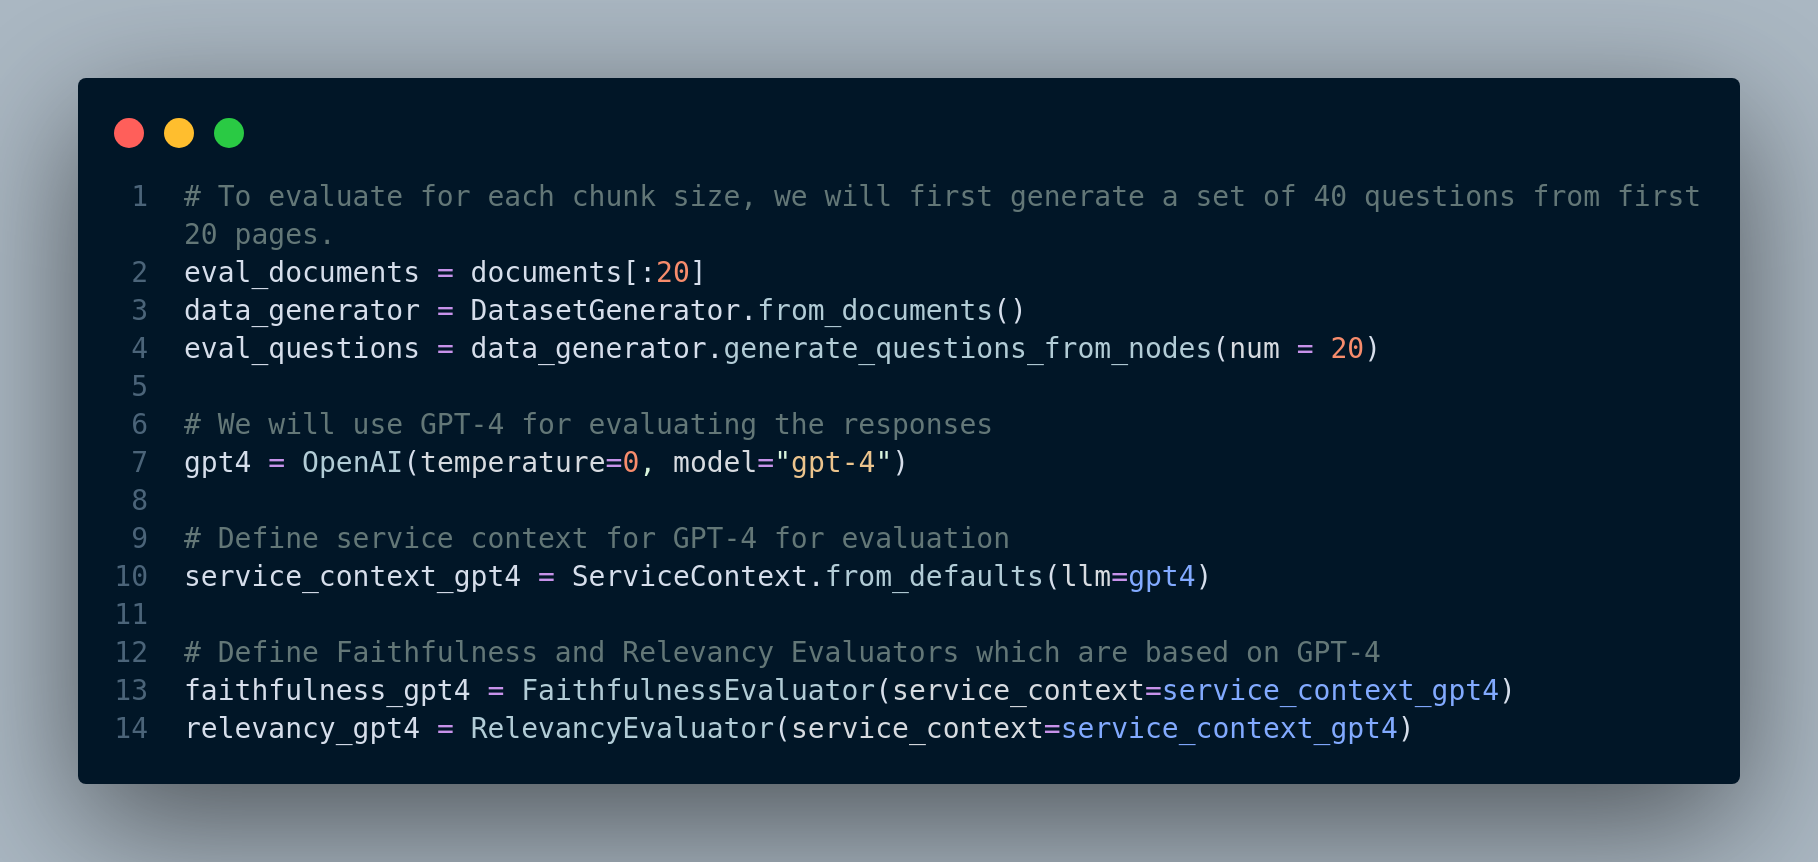 1 # To evaluate for each chunk size, we will first generate a set of 40 questions from first
20 pages.
2 eval_documents = documents[:20]
3 data_generator = DatasetGenerator.from_documents()
4 eval_questions = data_generator.generate_questions_from_nodes(num = 20)
5
6 # We will use GPT-4 for evaluating the responses
7 gpt4 = OpenAI(temperature=0, model="gpt-4")
8
9 # Define service context for GPT-4 for evaluation
10 service_context_gpt4 = ServiceContext.from_defaults(llm=gpt4)
11
12 # Define Faithfulness and Relevancy Evaluators which are based on GPT-4
13 faithfulness_gpt4 = FaithfulnessEvaluator(service_context=service_context_gpt4)
14 relevancy_gpt4 = RelevancyEvaluator(service_context=service_context_gpt4)